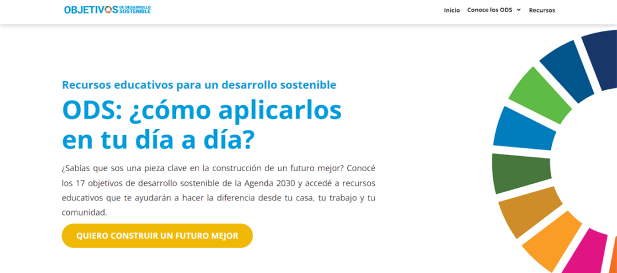 OBJETIVOS DE DESARROLLO
SOSTENIBLE
Inicio Conoce los ODS Recursos
Recursos educativos para un desarrollo sostenible
ODS: ¿cómo aplicarlos
en tu día a día?
¿Sabías que sos una pieza clave en la construcción de un futuro mejor? Conocé
los 17 objetivos de desarrollo sostenible de la Agenda 2030 y accedé a recursos
educativos que te ayudarán a hacer la diferencia desde tu casa, tu trabajo y tu
comunidad.
QUIERO CONSTRUIR UN FUTURO MEJOR